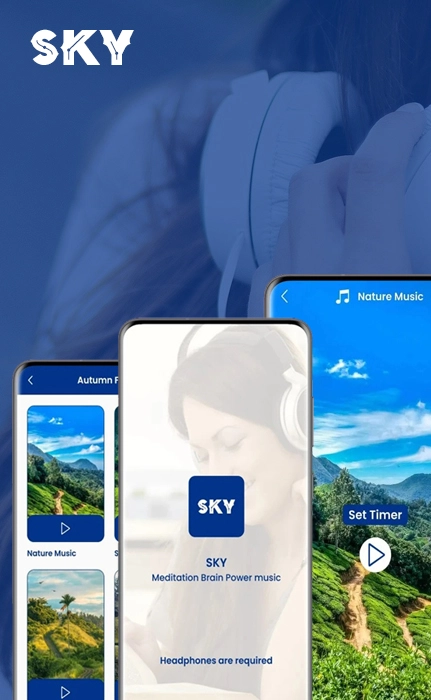 SKY
Nature Music
Autumn F
SKY
Set Timer
Nature Music
SKY
Meditation Brain Power music
Headphones are required